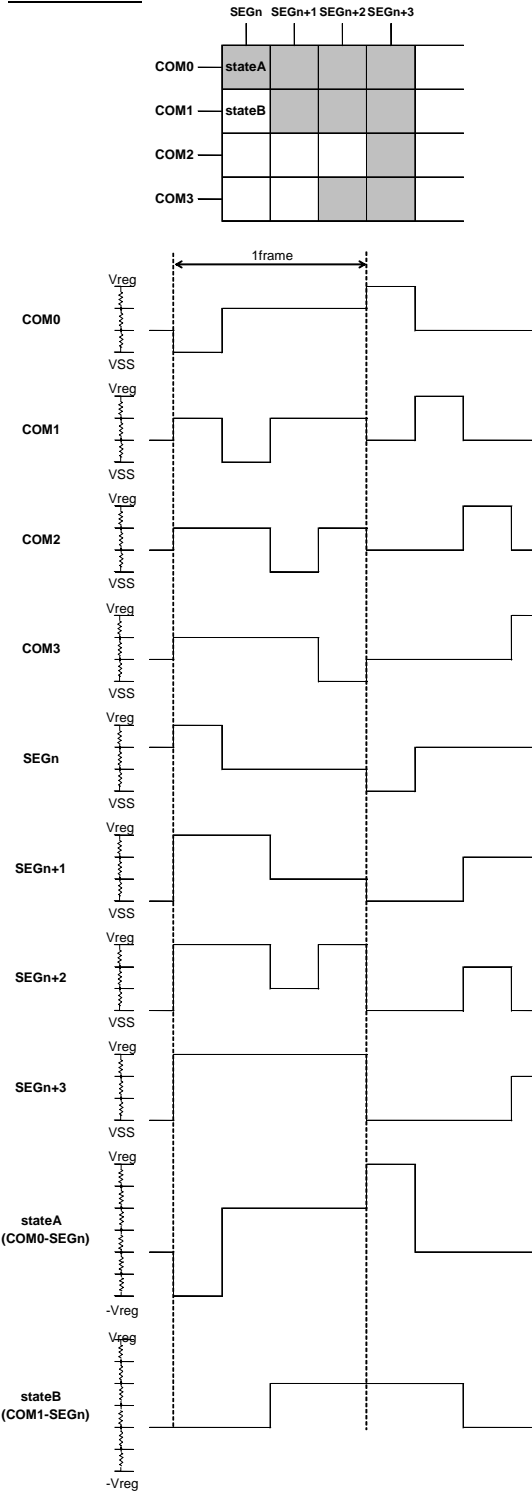 SEGn SEGn+1 SEGn+2 SEGn+3
COM0 stateA
COM1 stateB
COM2
COM3
1frame
Vreg
COM0
VSS
Vreg
COM1
VSS
Vreg
COM2
VSS
Vreg
COM3
VSS
Vreg
SEGn
VSS
Vreg
SEGn+1
VSS
Vreg
SEGn+2
VSS
Vreg
SEGn+3
VSS
Vreg
stateA
(COM0-SEGn)
-Vreg
Vreg
stateB
(COM1-SEGn)
-Vreg